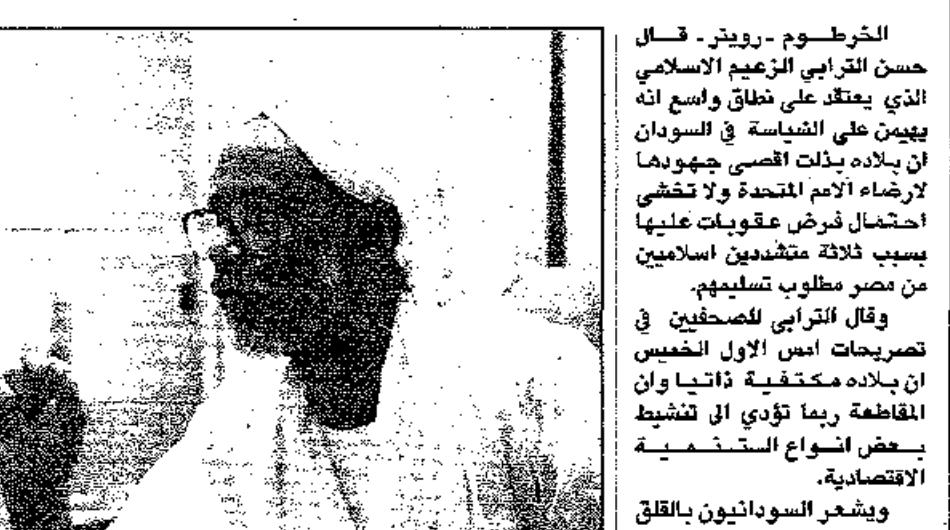 الخرطوم - رويتر - قال
حسن الترابي الزعيم الاسلامي
الذي يعتقد على نطاق واسع انه
يهيمن على السياسة في السودان
ان بلاده بذلت اقصى جهودها
لارضاء الامم المتحدة ولا تخشى
احتمال فرض عقوبات عليها
بسبب ثلاثة متشددين اسلاميين
من مصر مطلوب تسليمهم.
وقال الترابي للصحفيين في
تصريحات امس الاول الخميس
ان بلاده مكتفية ذاتيا وان
المقاطعة ربما تؤدي الى تنشيط
بعض انواع التنمية
الاقتصادية.
ويشعر السودانيون بالقلق